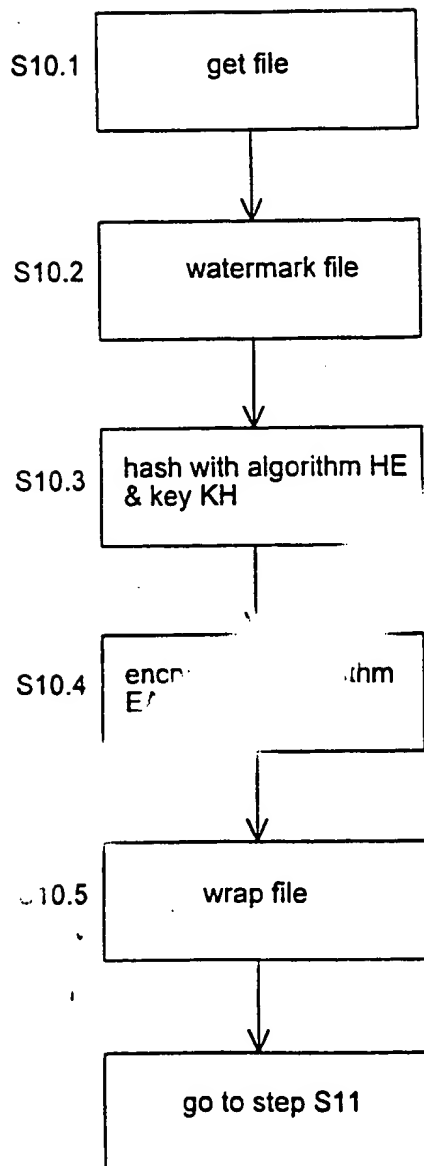 S10.1
get file
S10.2
watermark file
S10.3
hash with algorithm HE
& key KH
S10.4
wrap file
go to step S11